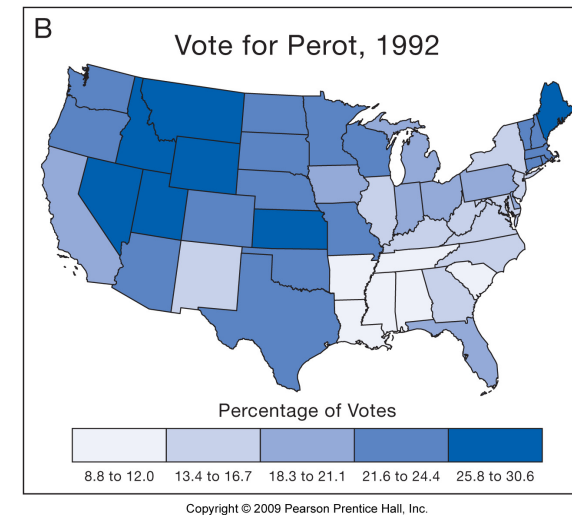 B
Vote for Perot, 1992
Percentage of Votes
8.8 to 12.0 13.4 to 16.7 18.3 to 21.1 21.6 to 24.4 25.8 to 30.6
Copyright © 2009 Pearson Prentice Hall, Inc.